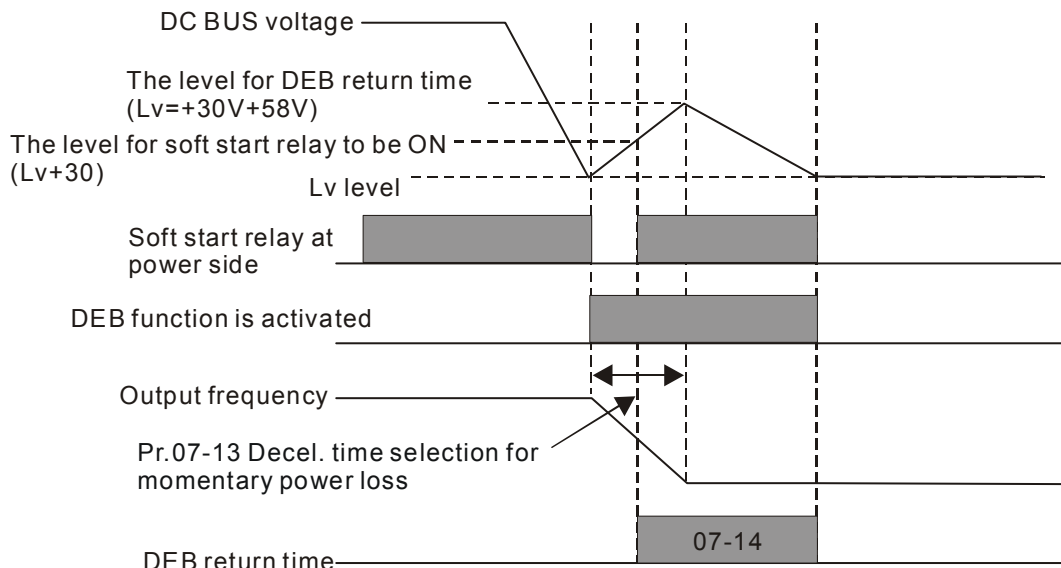 DC BUS voltage
The level for DEB return time
(Lv=+30V+58V)
The level for soft start relay to be ON
(Lv+30)
Lv level
Soft start relay at
power side
DEB function is activated
Output frequency
Pr.07-13 Decel. time selection for
momentary power loss
07-14
DEB return time